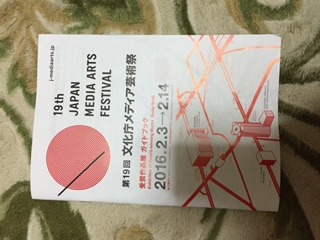 j-mediaarts.jp
19th
JAPAN
MEDIA ARTS
FESTIVAL
第19回 文化庁メディア芸術祭
受賞作品展 ガイドブック
2016.2.3→2.14